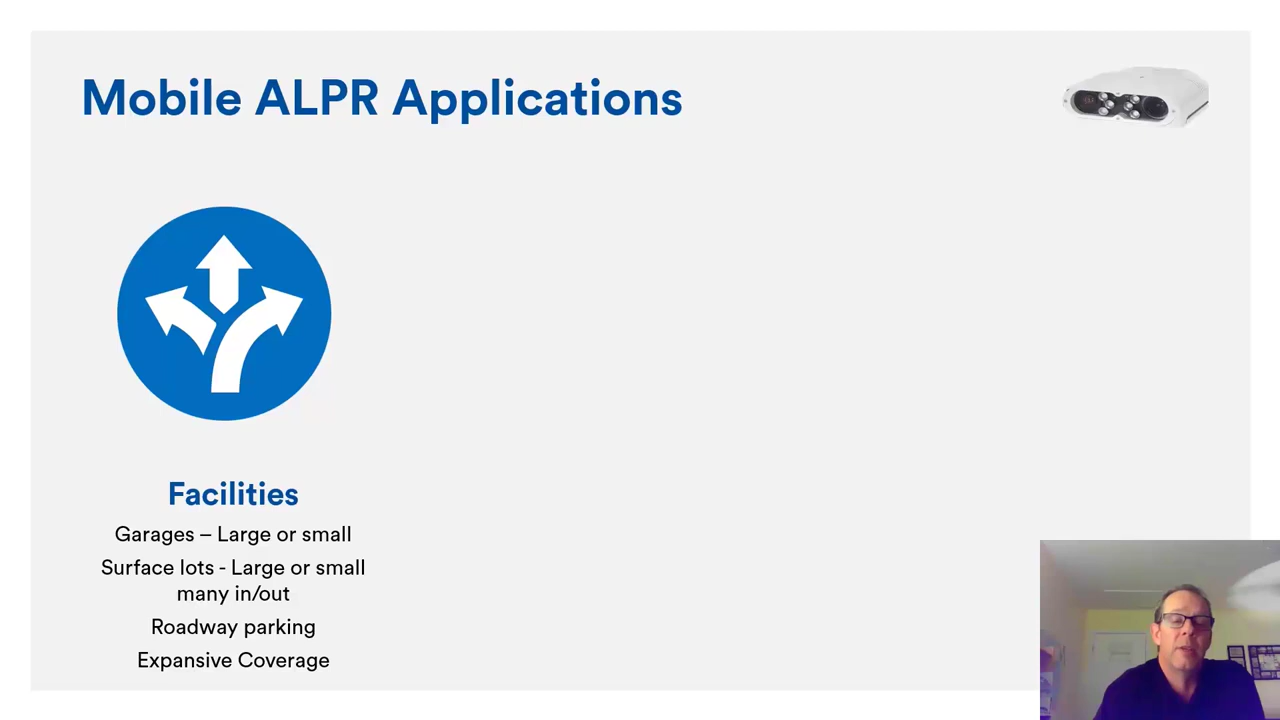 Mobile ALPR Applications
Facilities
Garages – Large or small
Surface lots - Large or small
many in/out
Roadway parking
Expansive Coverage